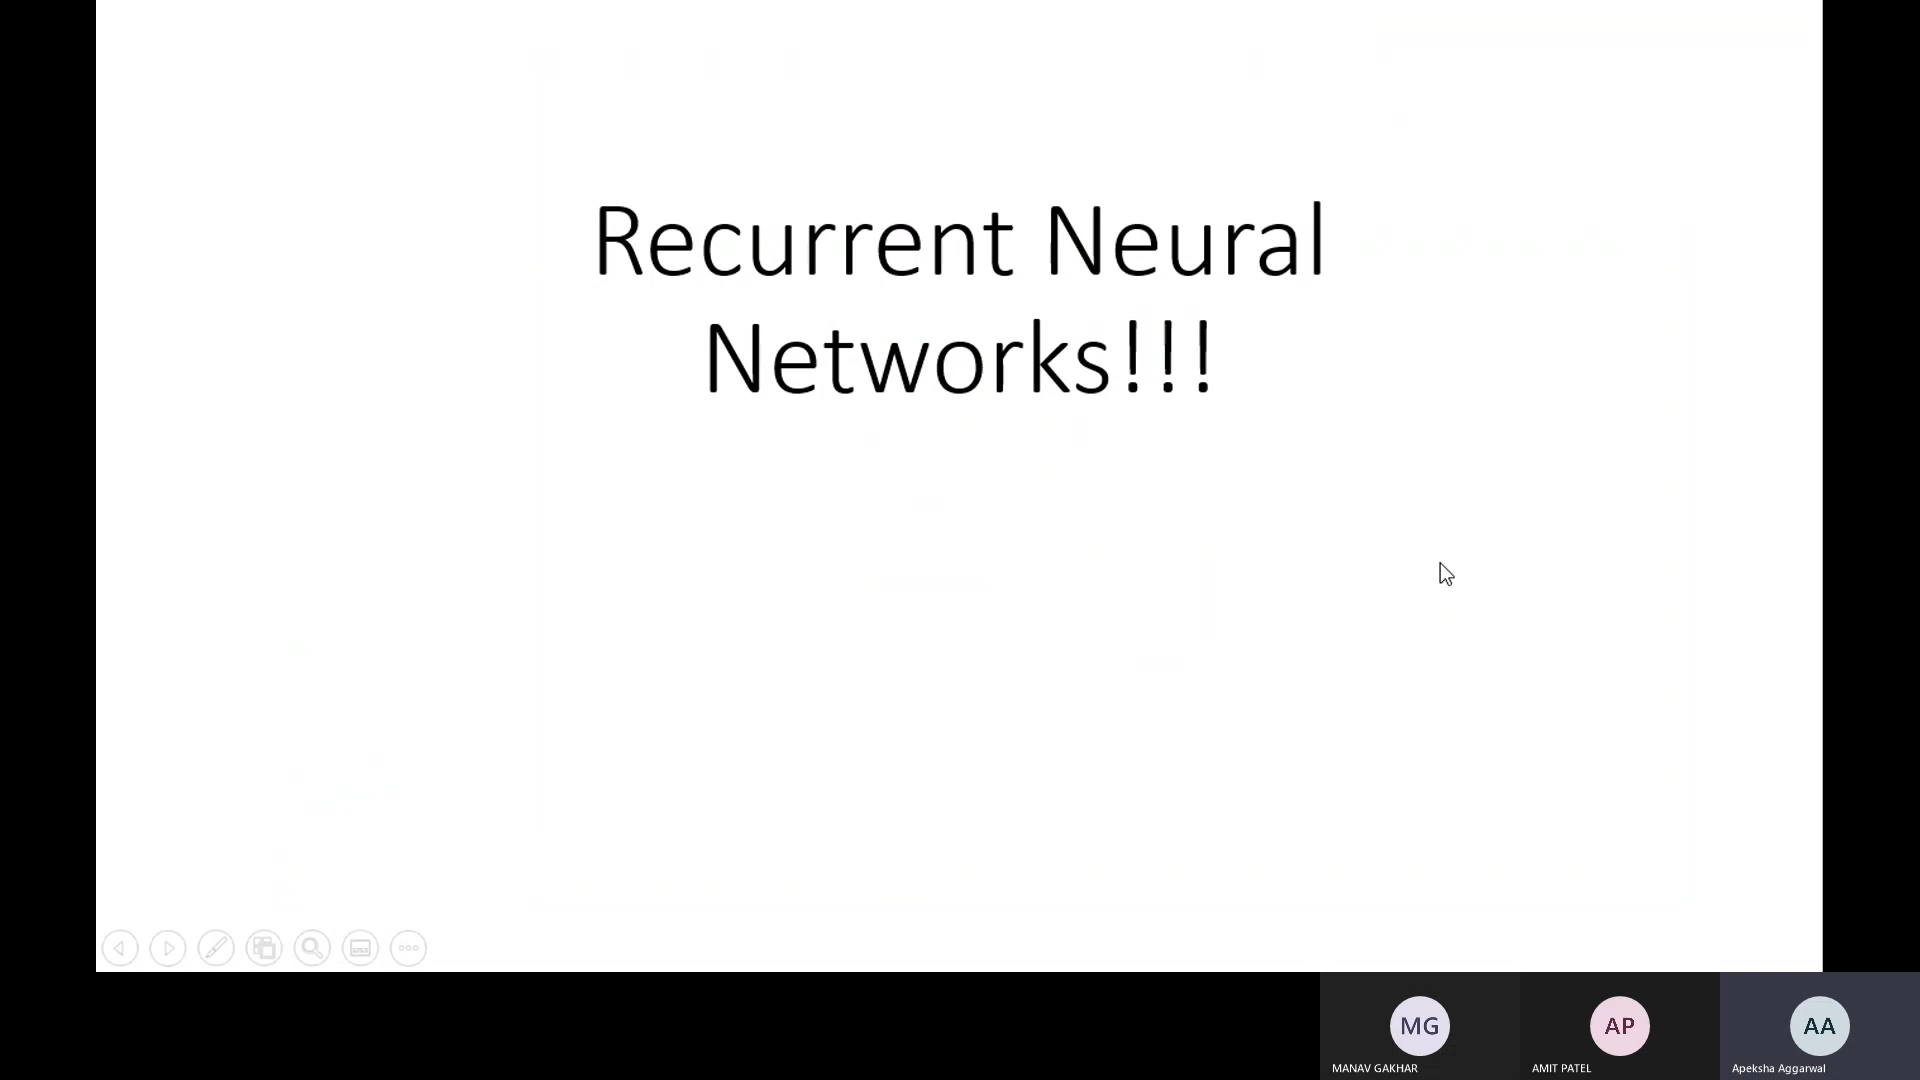 Recurrent Neural
Networks!!!
MG
AP
AA
MANAV GAKHAR
AMIT PATEL
Apeksha Aggarwal